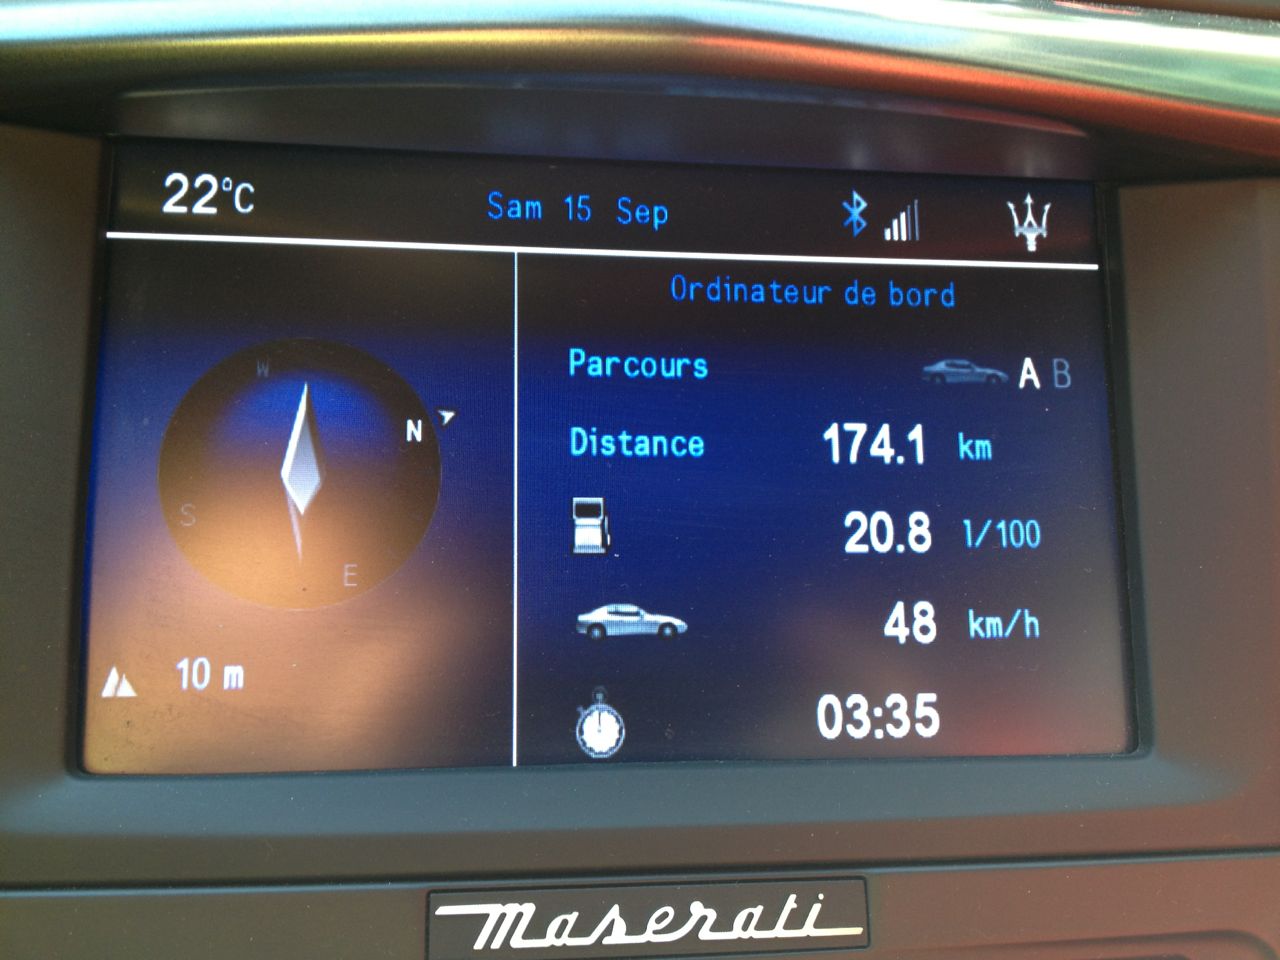 22°C Sam 15 Sep
Ordinateur de bord
Parcours A B
Distance 174.1 km
20.8 l/100
48 km/h
03:35
W
N
S
E
10 m
Maserati